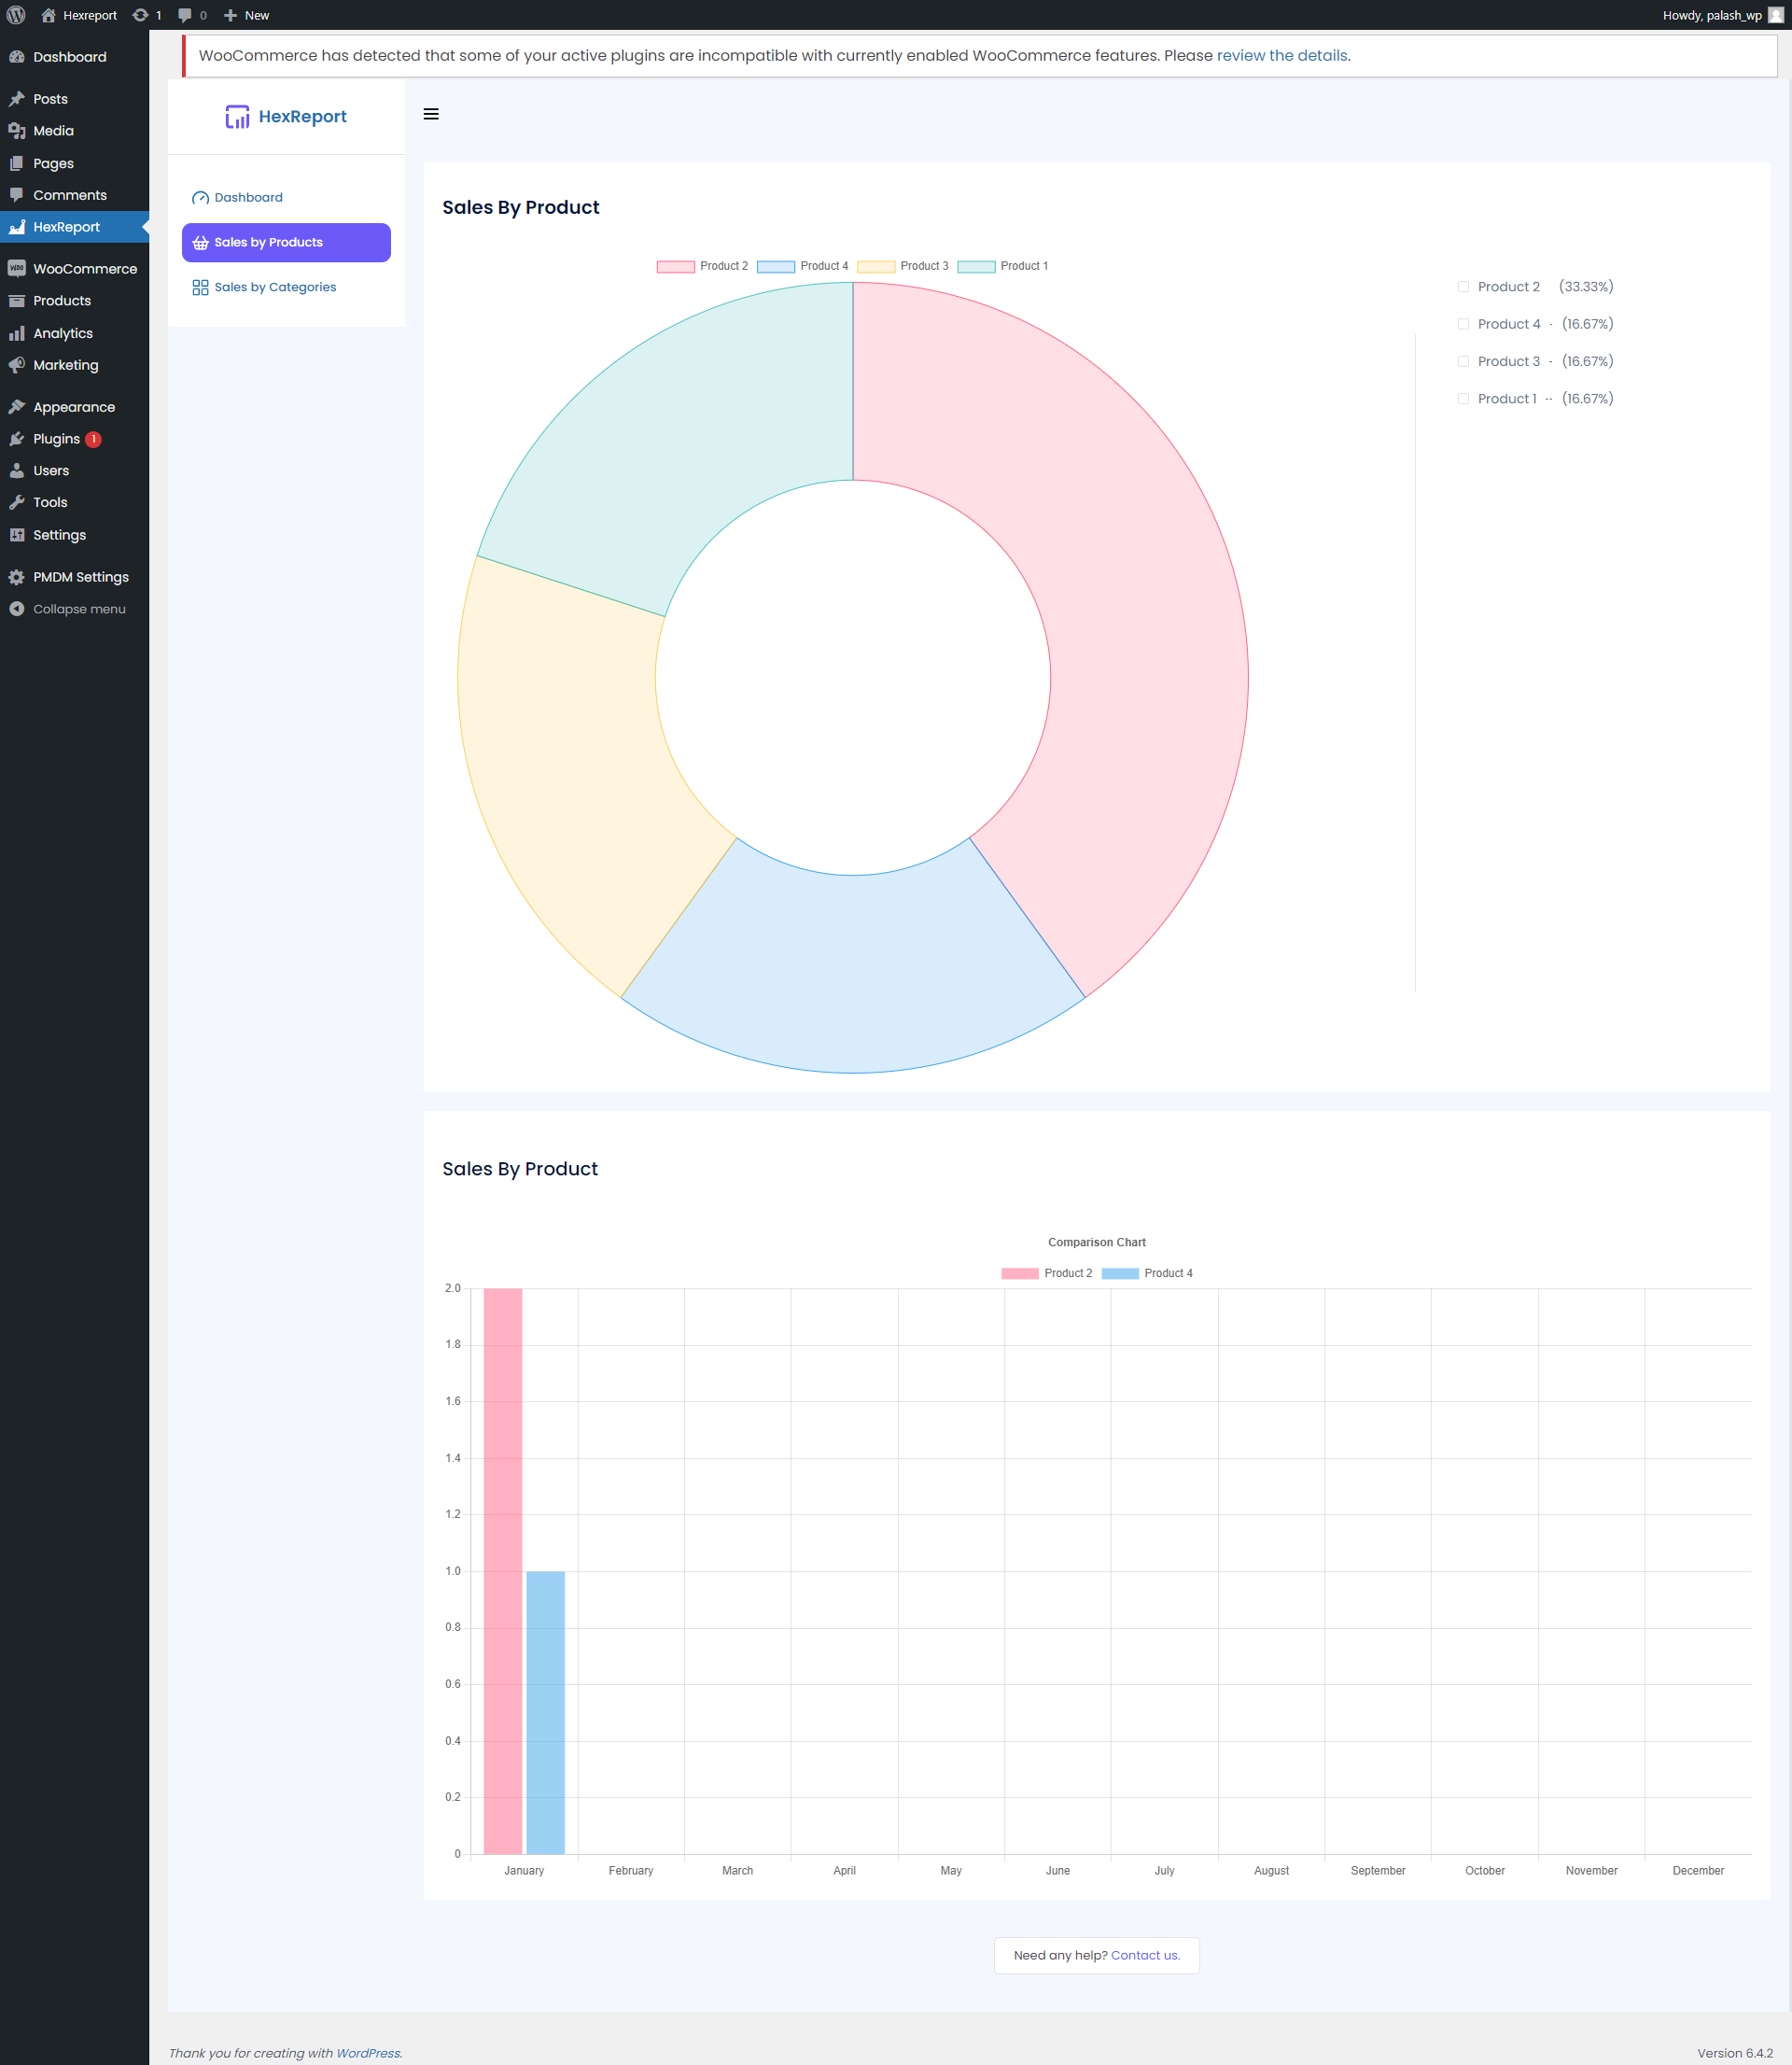 Hexreport 1 0 New Howdy, palash_wp
Dashboard
Posts
Media
Pages
Comments
HexReport
WooCommerce
Products
Analytics
Marketing
Appearance
Plugins 1
Users
Tools
Settings
PMDM Settings
Collapse menu
WooCommerce has detected that some of your active plugins are incompatible with currently enabled WooCommerce features. Please review the details.
HexReport
Dashboard
Sales by Products
Sales by Categories
Sales By Product
Product 2 Product 4 Product 3 Product 1
Product 2 (33.33%)
Product 4 - (16.67%)
Product 3 - (16.67%)
Product 1 -- (16.67%)
Sales By Product
Comparison Chart
Product 2 Product 4
2.0
1.8
1.6
1.4
1.2
1.0
0.8
0.6
0.4
0.2
0
January February March April May June July August September October November December
Need any help? Contact us.
Thank you for creating with WordPress. Version 6.4.2